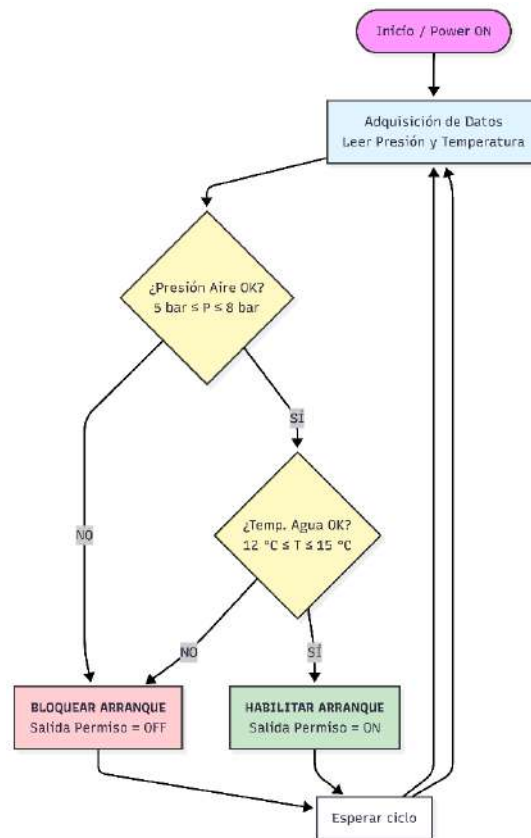 Inicio / Power ON
Adquisición de Datos
Leer Presión y Temperatura
¿Presión Aire OK?
5 bar ≤ P ≤ 8 bar
SÍ
¿Temp. Agua OK?
12 °C ≤ T ≤ 15 °C
NO
NO
SÍ
BLOQUEAR ARRANQUE
Salida Permiso = OFF
HABILITAR ARRANQUE
Salida Permiso = ON
Esperar ciclo